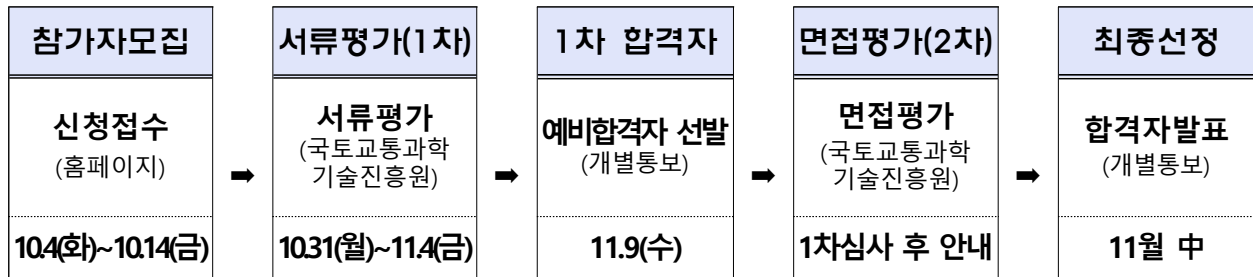 참가자모집
신청접수
(홈페이지)
10.4(화)~10.14(금)
➡
서류평가(1차)
서류평가
(국토교통과학
기술진흥원)
10.31(월)~11.4(금)
➡
1차 합격자
예비합격자 선발
(개별통보)
11.9(수)
➡
면접평가(2차)
면접평가
(국토교통과학
기술진흥원)
1차심사 후 안내
➡
최종선정
합격자발표
(개별통보)
11월 中